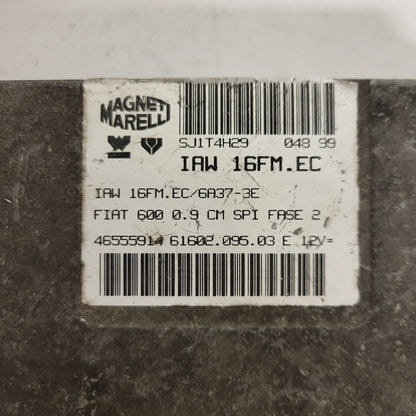 MAGNETI
MARELLI
SJ1T4H29 048 99
IAW 16FM.EC
IAW 16FM.EC/6A37-3E
FIAT 600 0.9 CM SPI FASE 2
46555914 61602.095.03 E 12V=